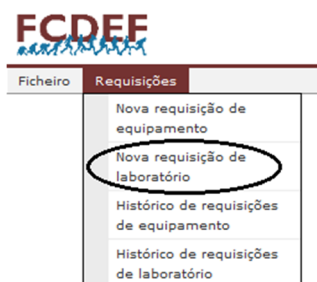 FCDEF
Ficheiro Requisições
Nova requisição de
equipamento
Nova requisição de
laboratório
Histórico de requisições
de equipamento
Histórico de requisições
de laboratório